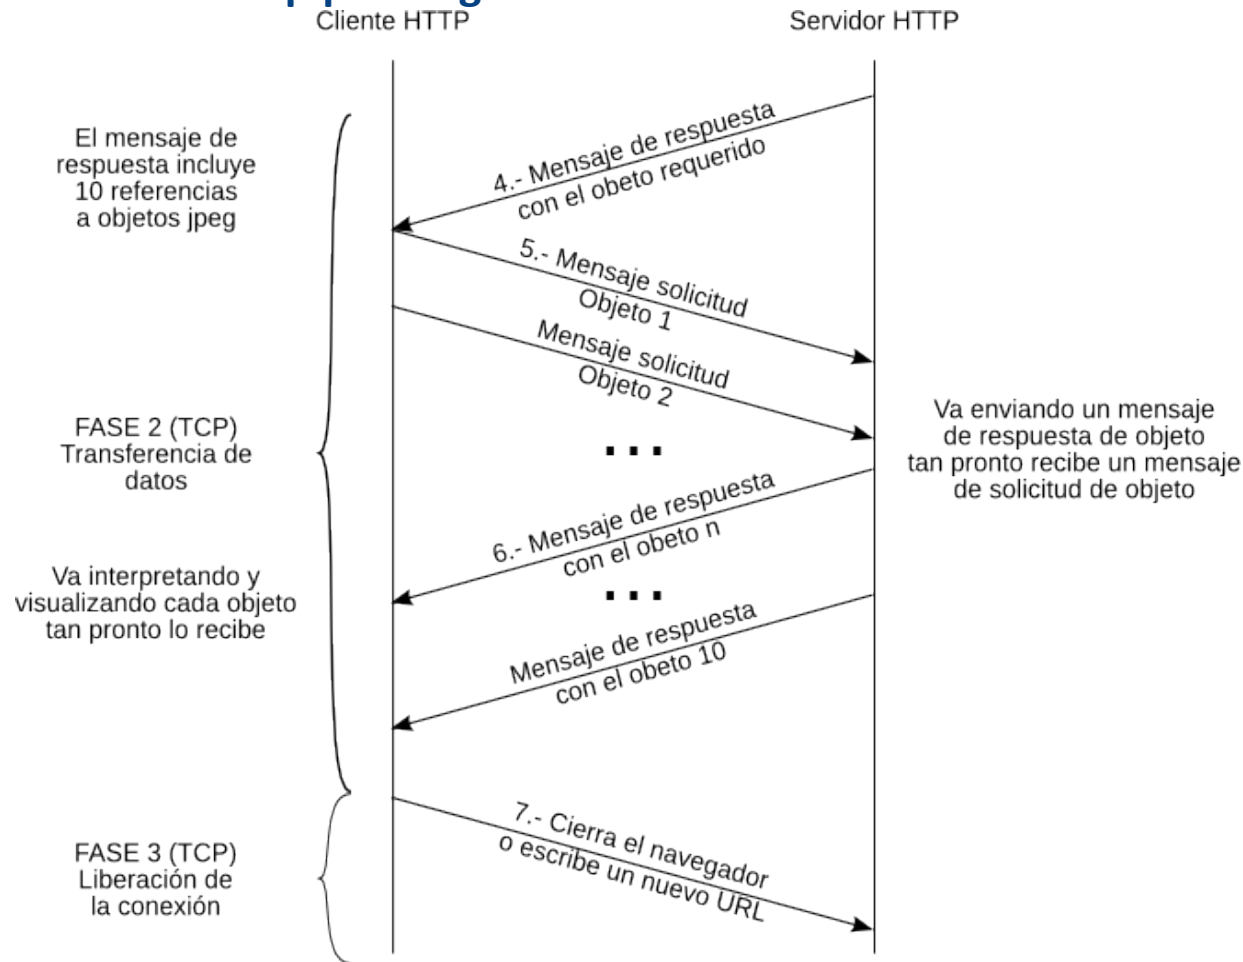 Cliente HTTP
Servidor HTTP
El mensaje de
respuesta incluye
10 referencias
a objetos jpeg
4.- Mensaje de respuesta
con el obeto requerido
5.- Mensaje solicitud
Objeto 1
Mensaje solicitud
Objeto 2
...
FASE 2 (TCP)
Transferencia de
datos
Va enviando un mensaje
de respuesta de objeto
tan pronto recibe un mensaje
de solicitud de objeto
6.- Mensaje de respuesta
con el obeto n
...
Va interpretando y
visualizando cada objeto
tan pronto lo recibe
Mensaje de respuesta
con el obeto 10
7.- Cierra el navegador
o escribe un nuevo URL
FASE 3 (TCP)
Liberación de
la conexión